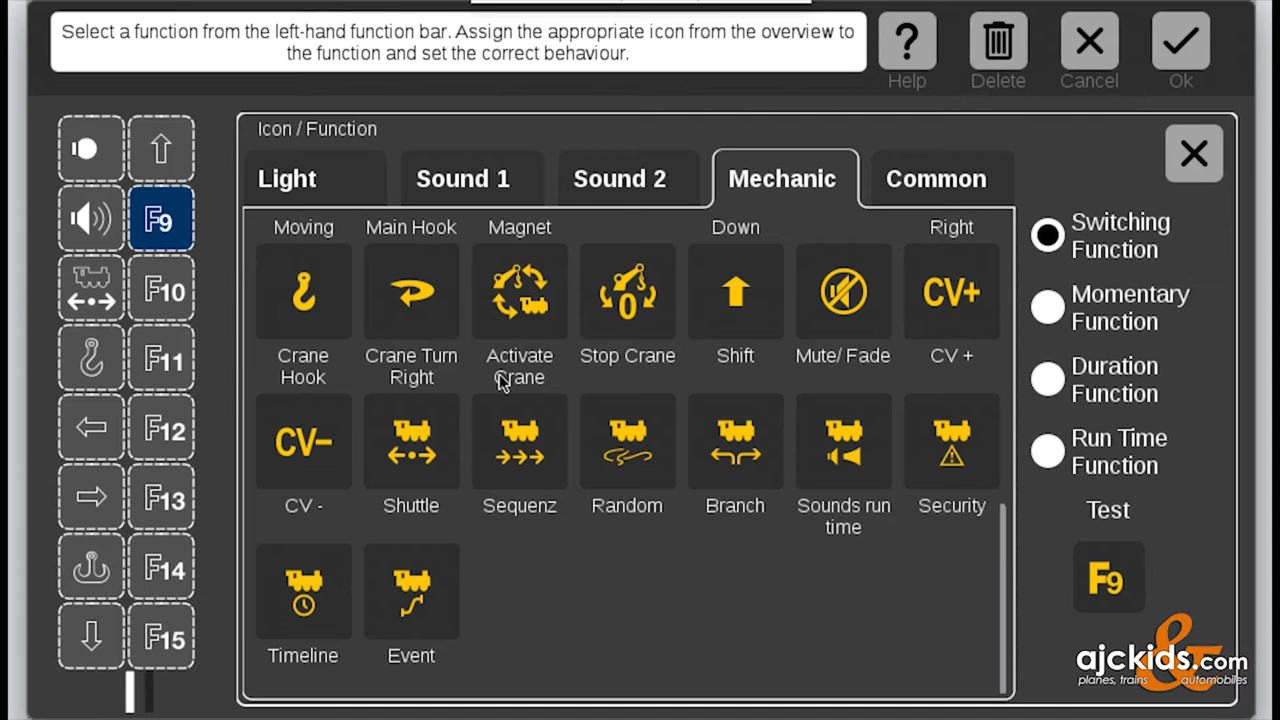 Select a function from the left-hand function bar. Assign the appropriate icon from the overview to
the function and set the correct behaviour.
Help
Delete
Cancel
Ok
Icon / Function
Light
Sound 1
Sound 2
Mechanic
Common
F9
F10
F11
F12
F13
F14
F15
Moving
Main Hook
Magnet
Down
Right
0
CV+
Crane
Hook
Crane Turn
Right
Activate
Crane
Stop Crane
Shift
Mute/ Fade
CV +
CV−
CV -
Shuttle
Sequenz
Random
Branch
Sounds run
time
Security
Timeline
Event
Switching
Function
Momentary
Function
Duration
Function
Run Time
Function
Test
F9
&
ajckids.com
planes, trains automobiles